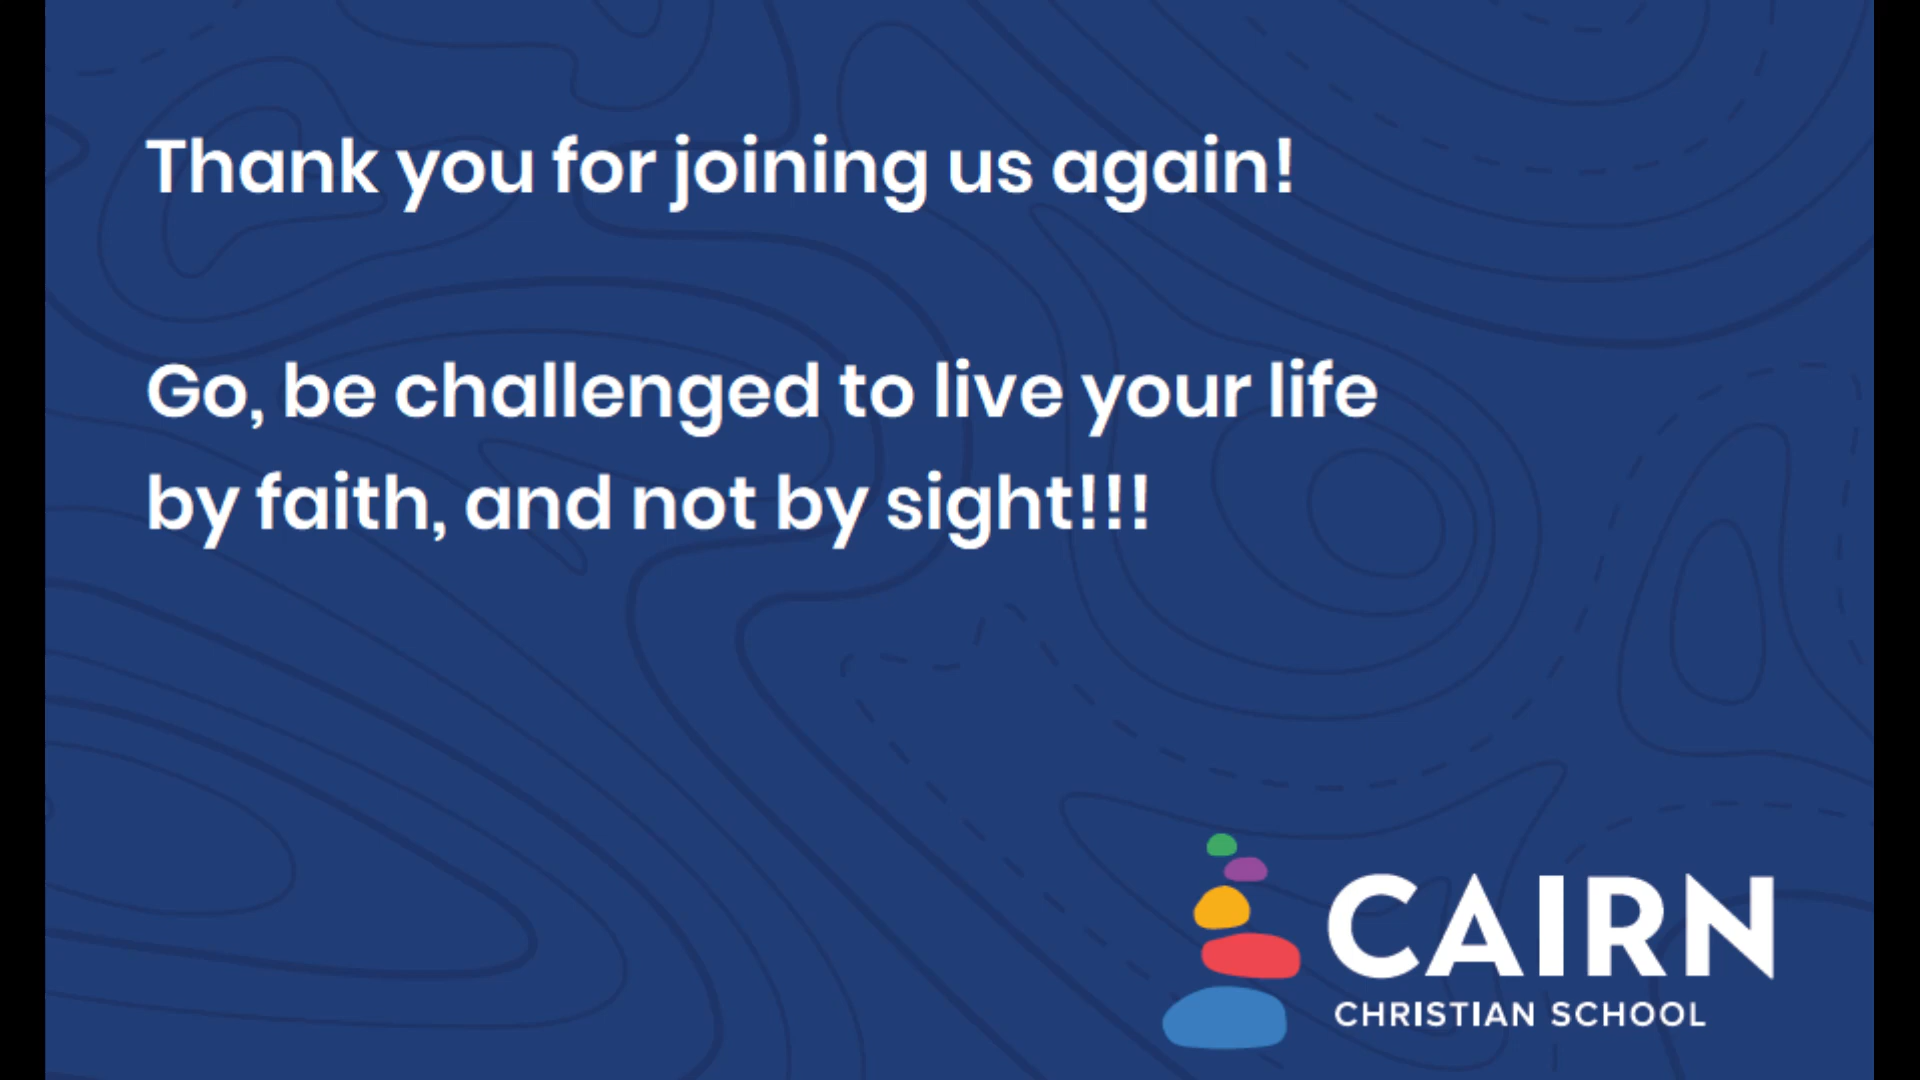 Thank you for joining us again!
Go, be challenged to live your life
by faith, and not by sight!!!
CAIRN
CHRISTIAN SCHOOL